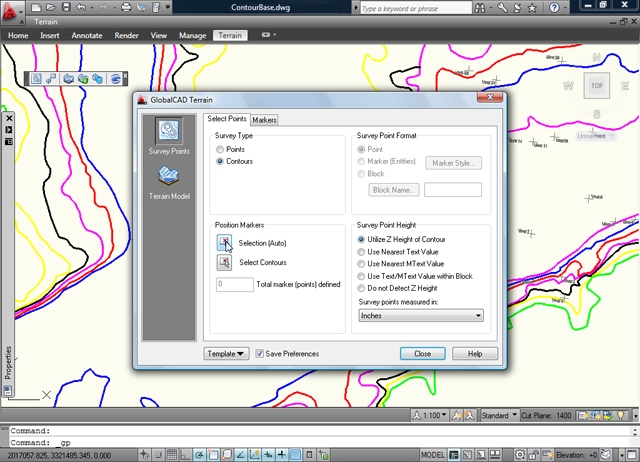 ContourBase.dwg
Type a keyword or phrase
Terrain
Home Insert Annotate Render View Manage Terrain
GlobalCAD Terrain
Select Points Markers
Survey Points
Terrain Model
Survey Type
Points
Contours
Survey Point Format
Point
Marker (Entities)
Marker Style...
Block
Block Name...
Position Markers
Selection (Auto)
Select Contours
0 Total marker (points) defined
Survey Point Height
Utilize Z Height of Contour
Use Nearest Text Value
Use Nearest MText Value
Use Text/MText Value within Block
Do not Detect Z Height
Survey points measured in:
Inches
Template
Save Preferences
Close
Help
N
W
TOP
E
S
Unnamed
Properties
1:100
Standard
Cut Plane: 1400
Command:
Command: _gp
2017057.825, 3321485.345, 0.000
MODEL
Elevation: +0